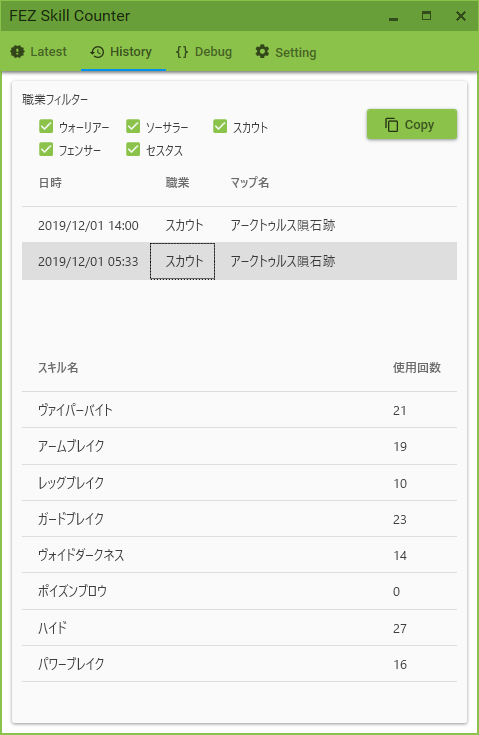 FEZ Skill Counter
Latest History Debug Setting
職業フィルター
ウォーリアー ソーサラー スカウト
フェンサー セスタス
Copy
日時 職業 マップ名
2019/12/01 14:00 スカウト アークトゥルス隕石跡
2019/12/01 05:33 スカウト アークトゥルス隕石跡
スキル名 使用回数
ヴァイパーバイト 21
アームブレイク 19
レッグブレイク 10
ガードブレイク 23
ヴォイドダークネス 14
ポイズンブロウ 0
ハイド 27
パワーブレイク 16